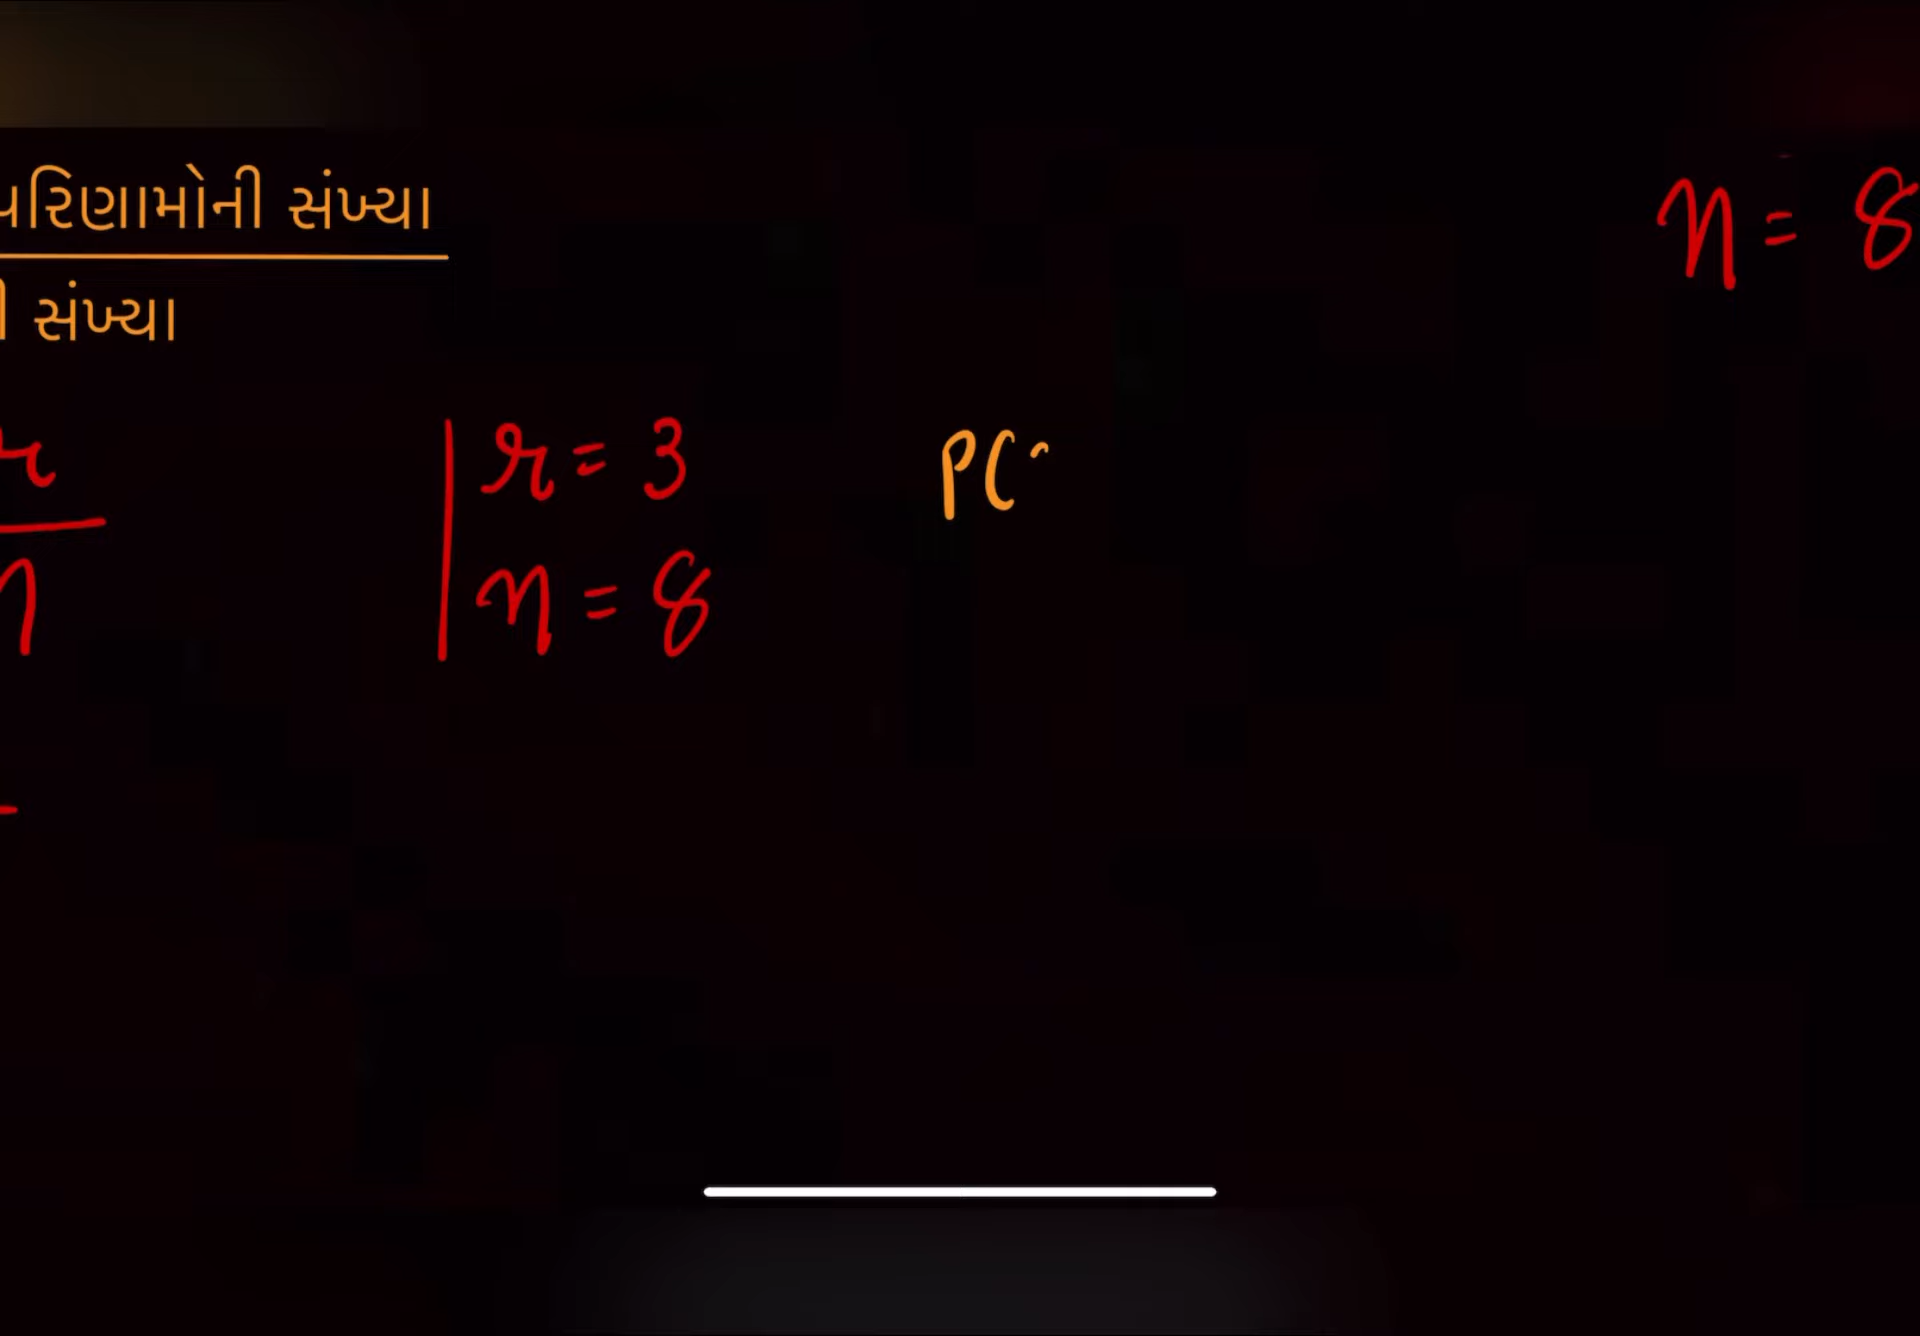 પરિણામોની સંખ્યા
n = 8
ી સંખ્યા
r
r = 3
P(
n
n = 8